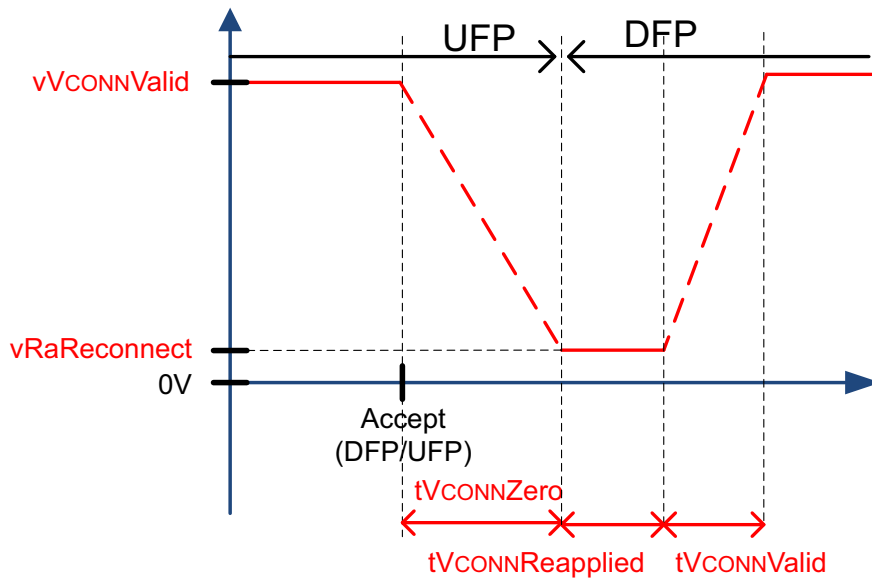 UFP
DFP
vVCONNValid
vRaReconnect
0V
Accept
(DFP/UFP)
tVCONNZero
tVCONNReapplied
tVCONNValid